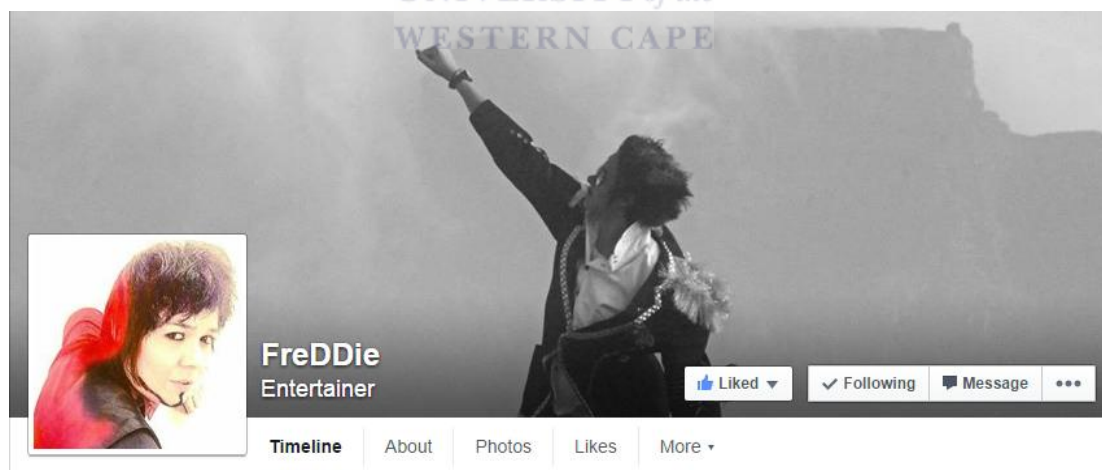 WESTERN CAPE
FreDDie
Entertainer
Liked
Following
Message
Timeline
About
Photos
Likes
More